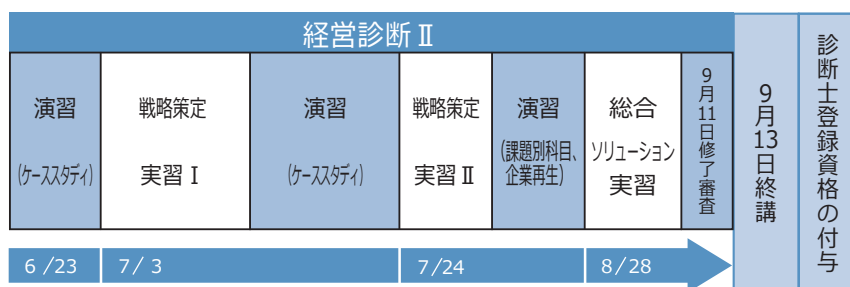 経営診断Ⅱ
演習
(ケーススタディ)
戦略策定
実習Ⅰ
演習
(ケーススタディ)
戦略策定
実習Ⅱ
演習
(課題別科目、
企業再生)
総合
ソリューション
実習
9月11日修了審査
9月13日終講
診断士登録資格の付与
6/23
7/3
7/24
8/28